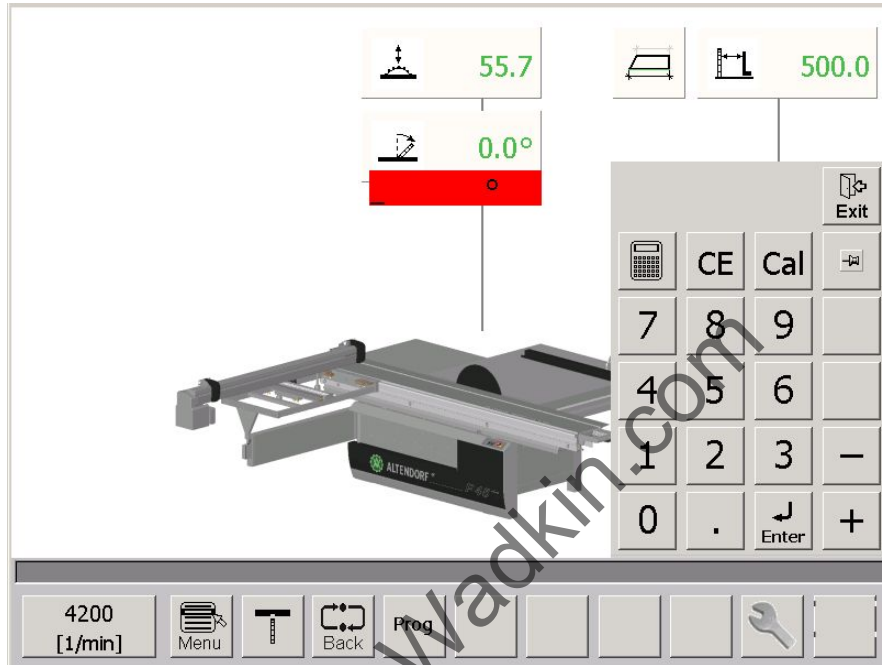 55.7
500.0
0.0°
°
Exit
CE
Cal
7
8
9
4
5
6
1
2
3
−
0
.
Enter
+
ALTENDORF
F 45
4200
[1/min]
Menu
Back
Prog
Wadkin.com